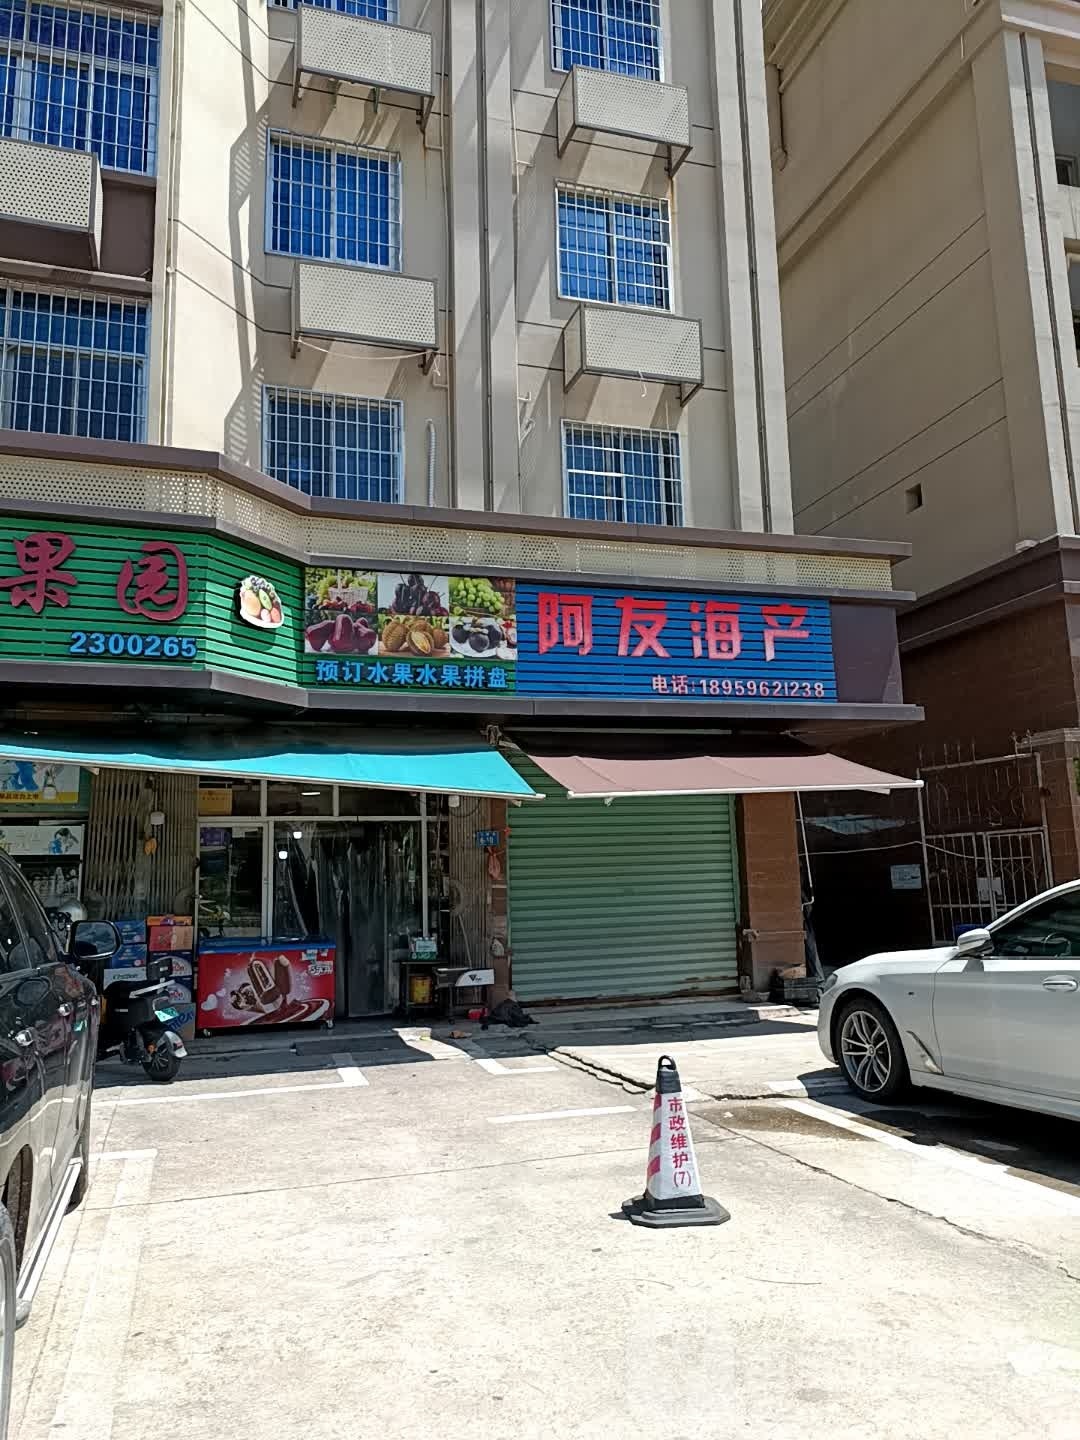 果园
2300265
预订水果水果拼盘
阿友海产
电话:18959621238
市政维护
(7)